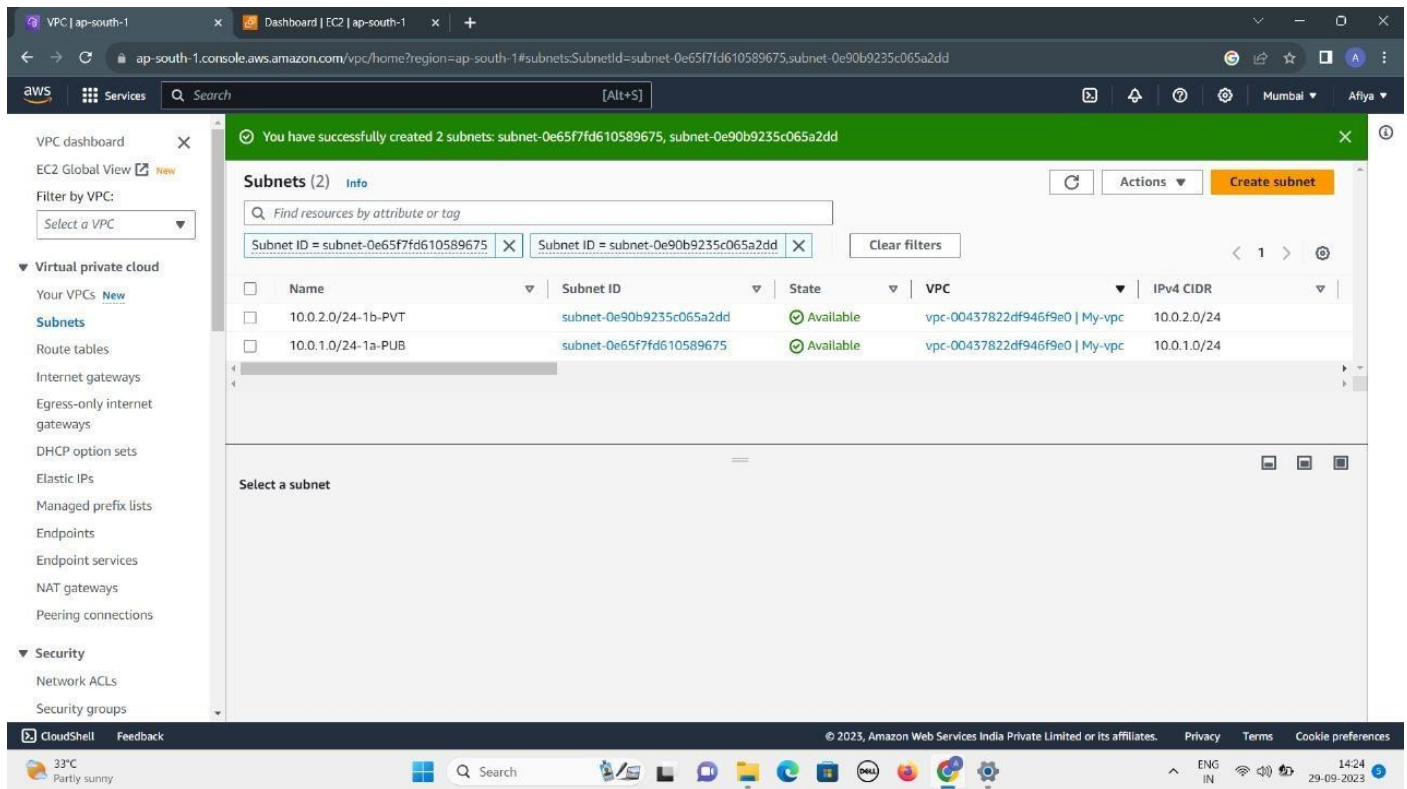 VPC | ap-south-1
Dashboard | EC2 | ap-south-1
ap-south-1.console.aws.amazon.com/vpc/home?region=ap-south-1#subnets:SubnetId=subnet-0e65f7fd610589675,subnet-0e90b9235c065a2dd
aws Services Search [Alt+S] Mumbai Afiya
VPC dashboard
EC2 Global View New
Filter by VPC:
Select a VPC
Virtual private cloud
Your VPCs New
Subnets
Route tables
Internet gateways
Egress-only internet
gateways
DHCP option sets
Elastic IPs
Managed prefix lists
Endpoints
Endpoint services
NAT gateways
Peering connections
Security
Network ACLs
Security groups
You have successfully created 2 subnets: subnet-0e65f7fd610589675, subnet-0e90b9235c065a2dd
Subnets (2) Info Actions Create subnet
Find resources by attribute or tag
Subnet ID = subnet-0e65f7fd610589675 Subnet ID = subnet-0e90b9235c065a2dd Clear filters
1
Name Subnet ID State VPC IPv4 CIDR
10.0.2.0/24-1b-PVT subnet-0e90b9235c065a2dd Available vpc-00437822df946f9e0 | My-vpc 10.0.2.0/24
10.0.1.0/24-1a-PUB subnet-0e65f7fd610589675 Available vpc-00437822df946f9e0 | My-vpc 10.0.1.0/24
Select a subnet
CloudShell Feedback © 2023, Amazon Web Services India Private Limited or its affiliates. Privacy Terms Cookie preferences
33°C
Partly sunny
Search
DELL
ENG
IN
14:24
29-09-2023
5